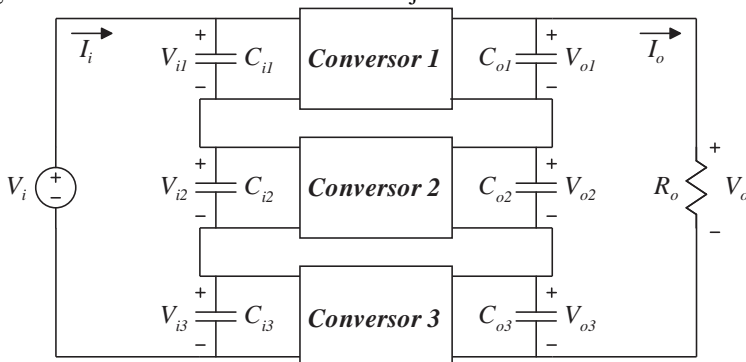 I_i
+ V_i1 − C_i1
Conversor 1
C_o1 + V_o1 −
I_o
V_i + −
+ V_i2 − C_i2
Conversor 2
C_o2 + V_o2 −
R_o + V_o −
+ V_i3 − C_i3
Conversor 3
C_o3 + V_o3 −